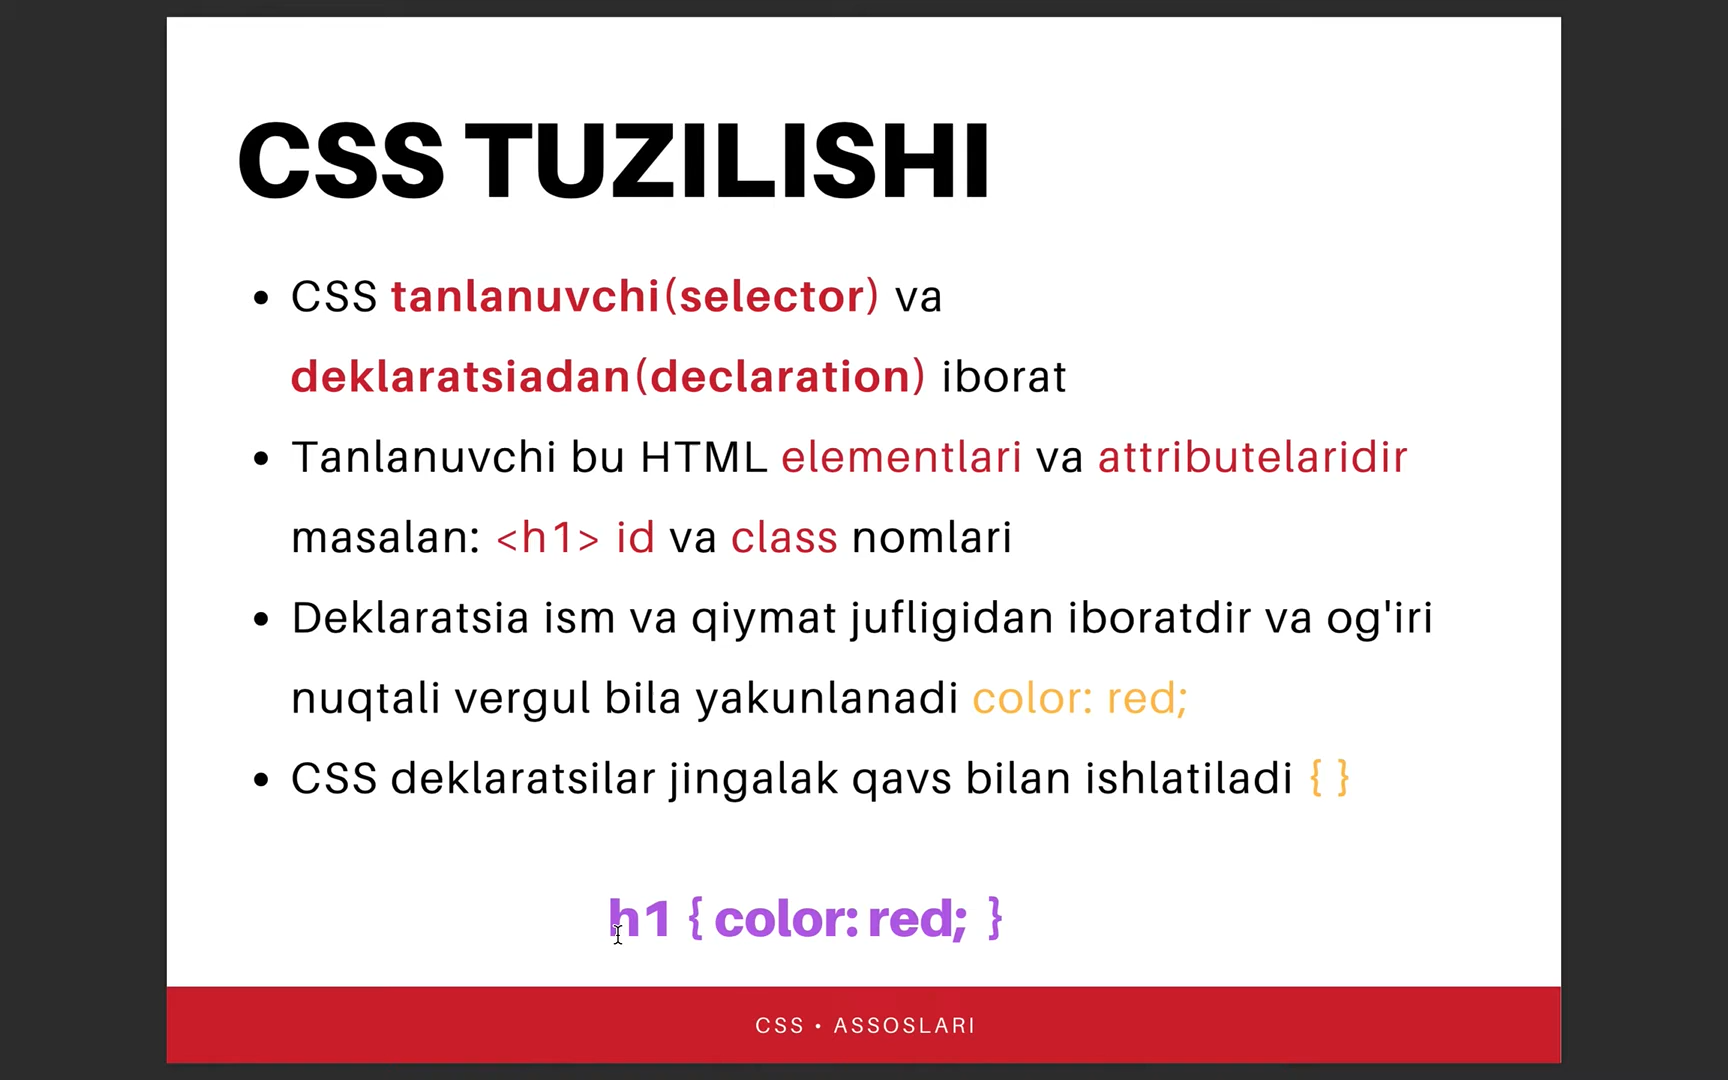 CSS TUZILISHI
• CSS tanlanuvchi(selector) va
deklaratsiadan(declaration) iborat
• Tanlanuvchi bu HTML elementlari va attributelaridir
masalan: <h1> id va class nomlari
• Deklaratsia ism va qiymat jufligidan iboratdir va og'iri
nuqtali vergul bila yakunlanadi color: red;
• CSS deklaratsilar jingalak qavs bilan ishlatiladi { }
h1 { color: red; }
CSS • ASSOSLARI